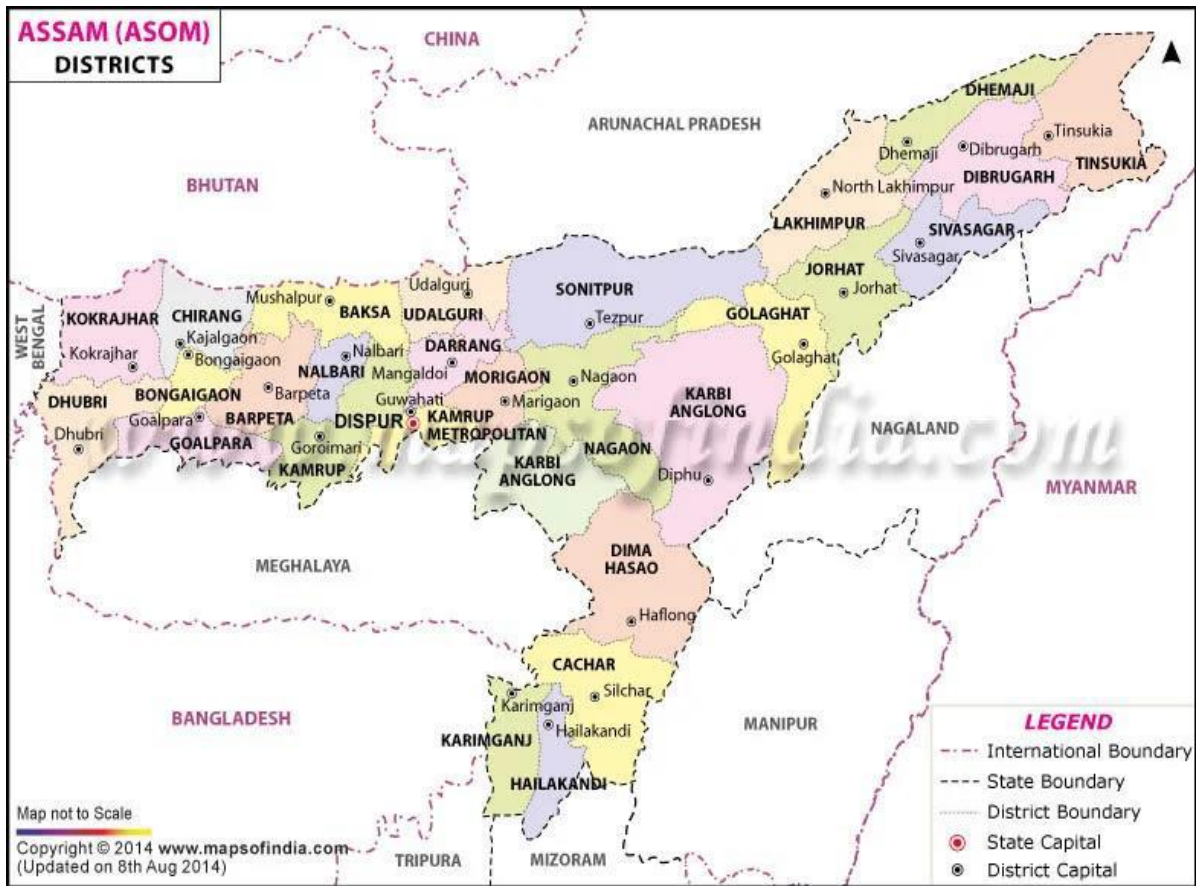 ASSAM (ASOM)
DISTRICTS
CHINA
ARUNACHAL PRADESH
BHUTAN
DHEMAJI
Dhemaji
Dibrugarh
DIBRUGARH
Tinsukia
TINSUKIA
North Lakhimpur
LAKHIMPUR
SIVASAGAR
Sivasagar
JORHAT
Jorhat
WEST
BENGAL
KOKRAJHAR
Kokrajhar
CHIRANG
Kajalgaon
Bongaigaon
BONGAIGAON
Mushalpur
BAKSA
Udalguri
UDALGURI
SONITPUR
Tezpur
GOLAGHAT
Golaghat
DHUBRI
Dhubri
Goalpara
GOALPARA
Barpeta
BARPETA
Nalbari
NALBARI
DARRANG
Mangaldoi
MORIGAON
Marigaon
Nagaon
NAGAON
Guwahati
DISPUR
KAMRUP
METROPOLITAN
Goroimari
KAMRUP
KARBI
ANGLONG
KARBI
ANGLONG
Diphu
www.mapsofindia.com
NAGALAND
MYANMAR
MEGHALAYA
DIMA
HASAO
Haflong
CACHAR
Silchar
Karimganj
KARIMGANJ
Hailakandi
HAILAKANDI
BANGLADESH
MANIPUR
TRIPURA
MIZORAM
LEGEND
International Boundary
State Boundary
District Boundary
State Capital
District Capital
Map not to Scale
Copyright © 2014 www.mapsofindia.com
(Updated on 8th Aug 2014)